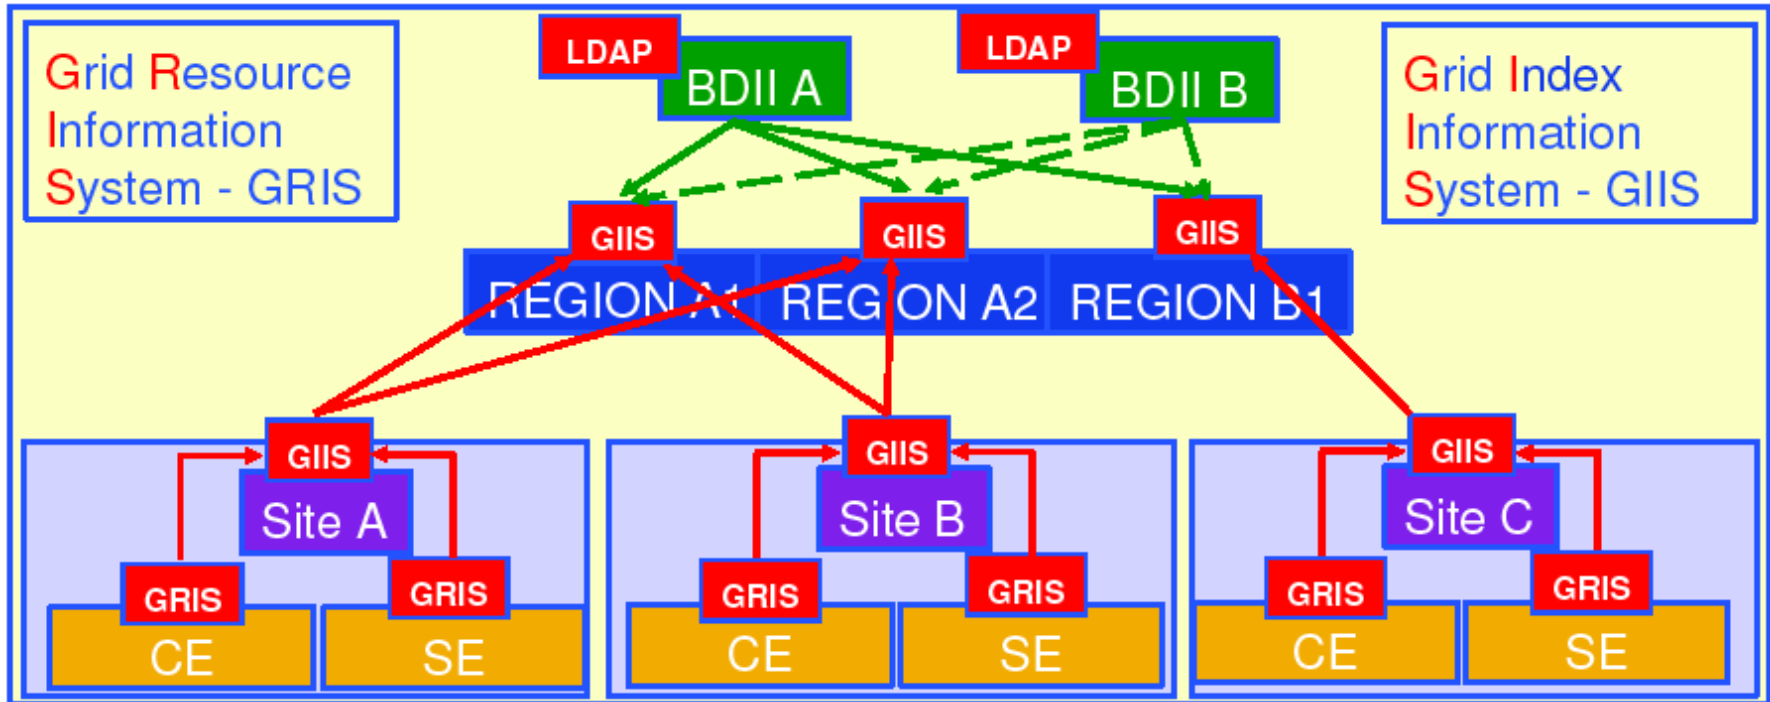 Grid Resource
Information
System - GRIS
LDAP
BDII A
LDAP
BDII B
Grid Index
Information
System - GIIS
GIIS
GIIS
GIIS
REGION A1
REGION A2
REGION B1
GIIS
Site A
GRIS
GRIS
CE
SE
GIIS
Site B
GRIS
GRIS
CE
SE
GIIS
Site C
GRIS
GRIS
CE
SE